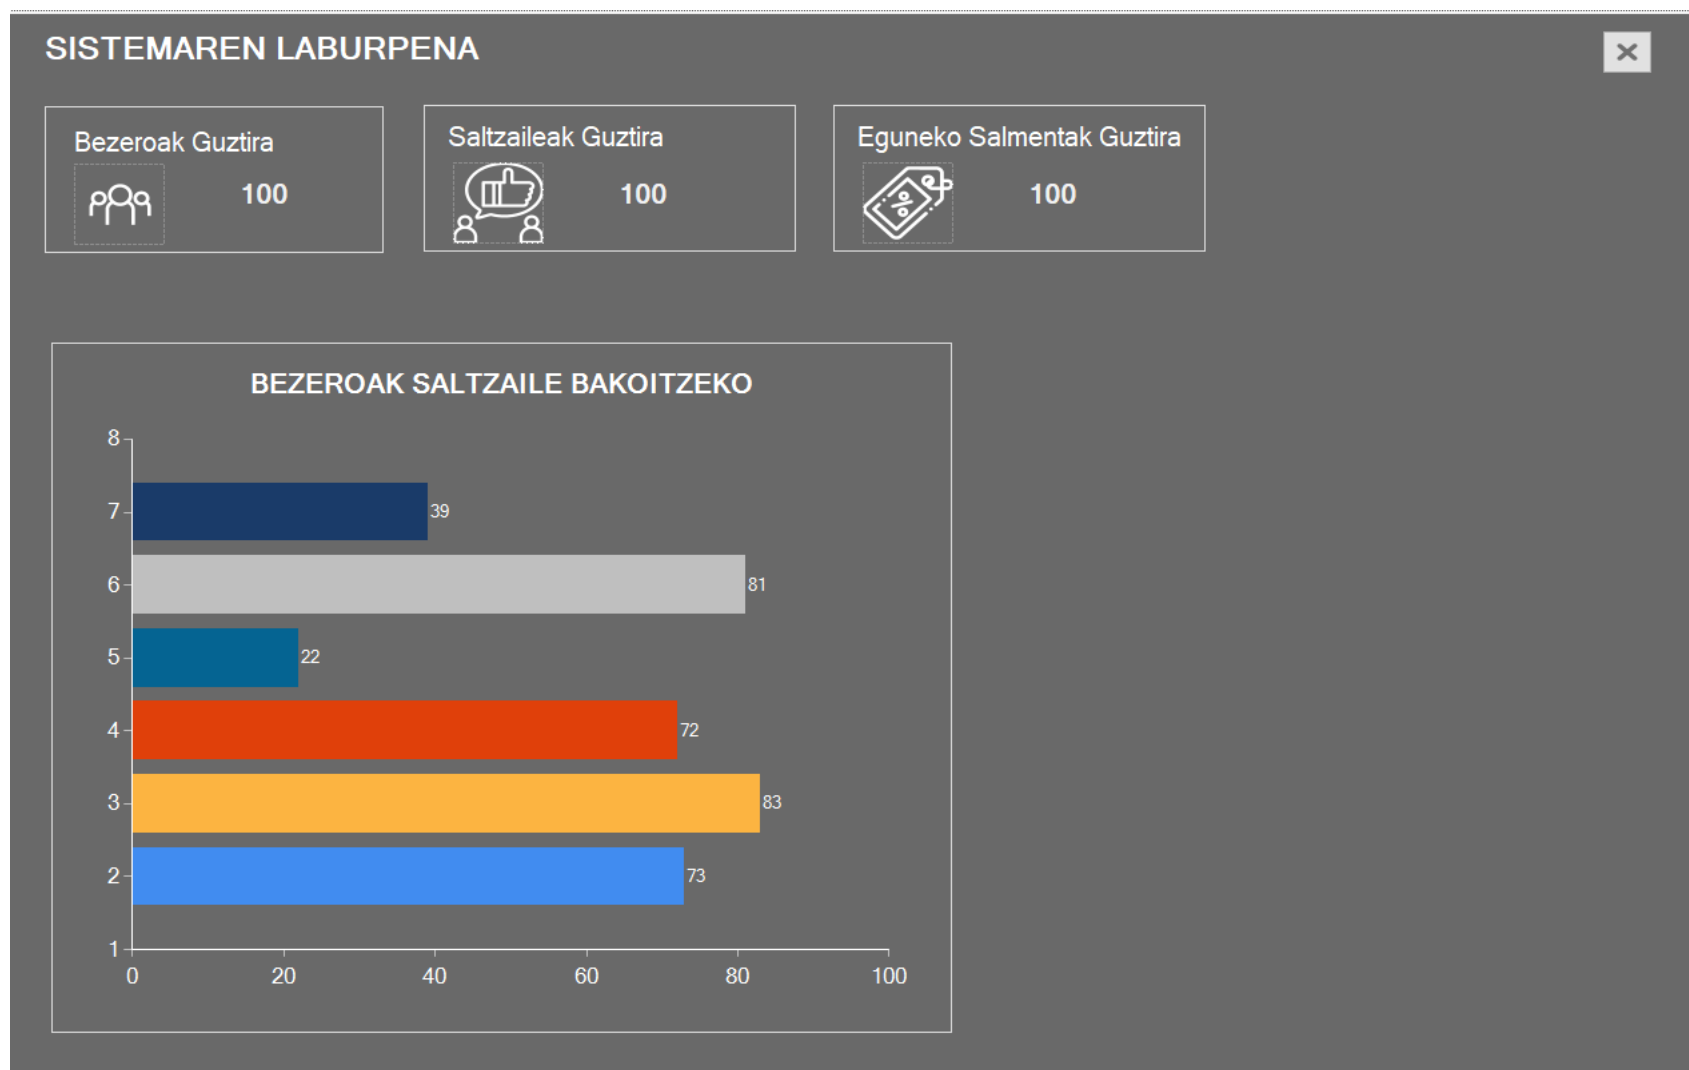 SISTEMAREN LABURPENA
Bezeroak Guztira
100
Saltzaileak Guztira
100
Eguneko Salmentak Guztira
100
BEZEROAK SALTZAILE BAKOITZEKO
8
7
39
6
81
5
22
4
72
3
83
2
73
1
0 20 40 60 80 100